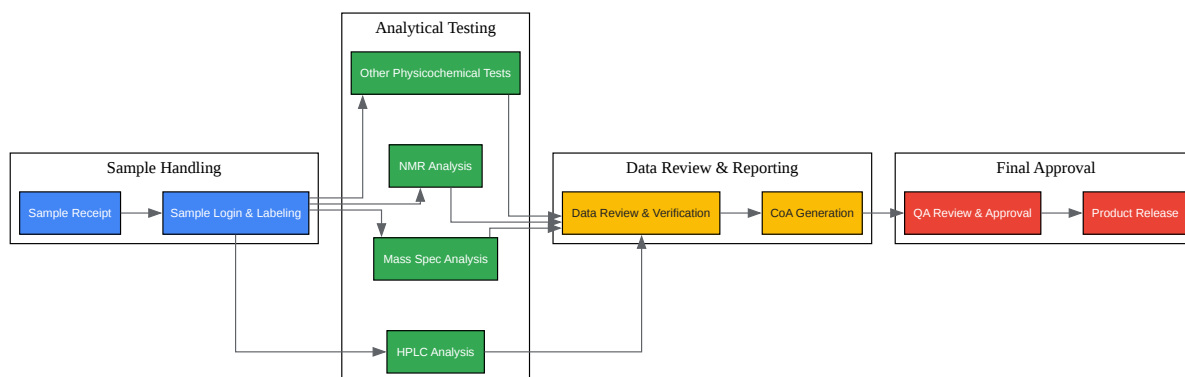 Analytical Testing
Other Physicochemical Tests
NMR Analysis
Mass Spec Analysis
HPLC Analysis
Sample Handling
Sample Receipt
Sample Login & Labeling
Data Review & Reporting
Data Review & Verification
CoA Generation
Final Approval
QA Review & Approval
Product Release